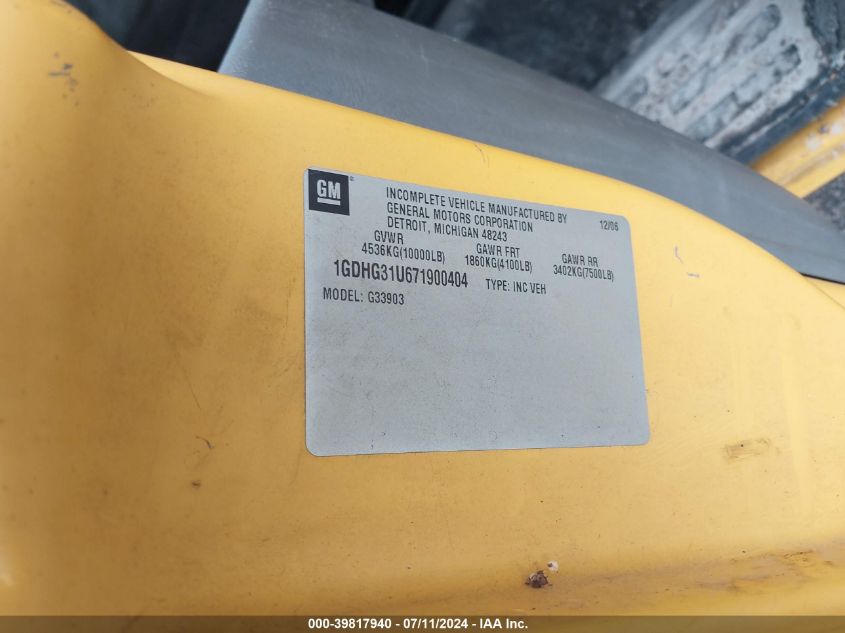 GM
INCOMPLETE VEHICLE MANUFACTURED BY
GENERAL MOTORS CORPORATION 12/06
DETROIT, MICHIGAN 48243
GVWR GAWR FRT GAWR RR
4536KG(10000LB) 1860KG(4100LB) 3402KG(7500LB)
1GDHG31U671900404 TYPE: INC VEH
MODEL: G33903
000-39817940 - 07/11/2024 - IAA Inc.